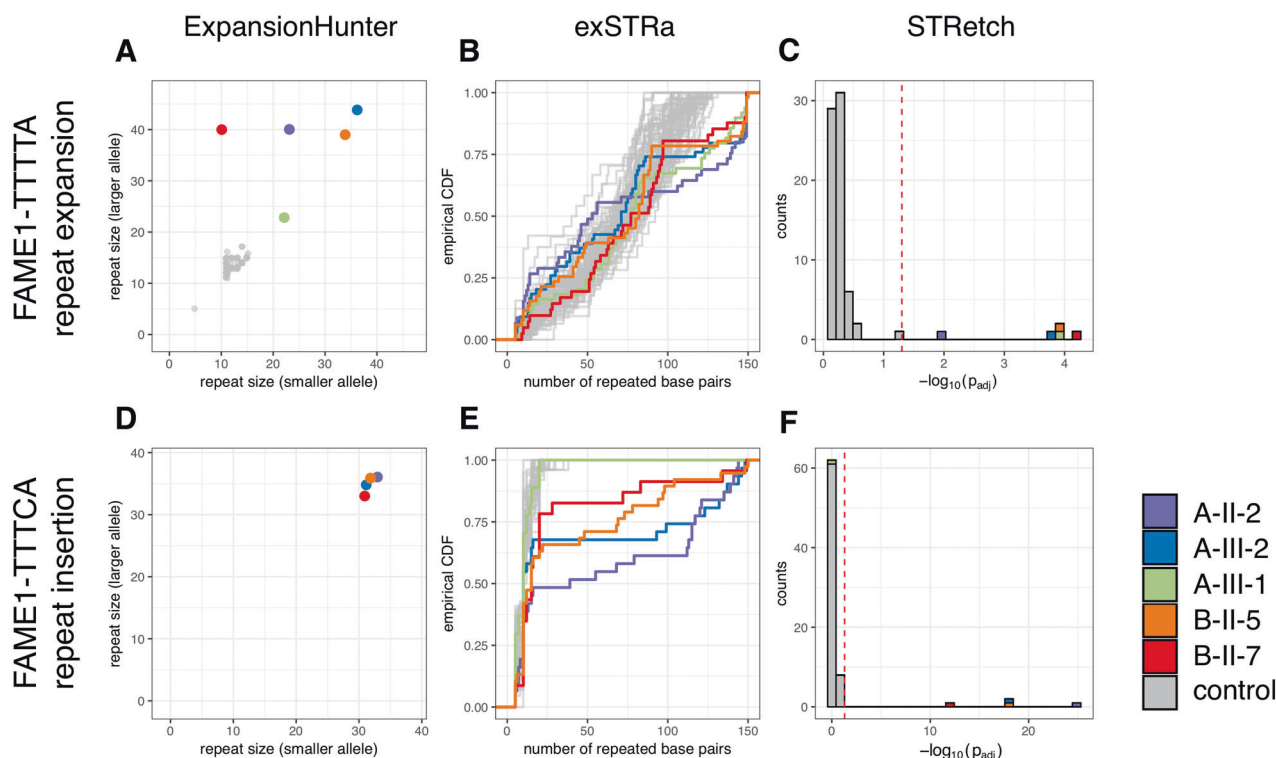 ExpansionHunter
exSTRa
STRetch
FAME1-TTTTA
repeat expansion
A
40
30
20
10
0
repeat size (larger allele)
0 10 20 30 40
repeat size (smaller allele)
B
1.00
0.75
0.50
0.25
0.00
empirical CDF
0 50 100 150
number of repeated base pairs
C
30
20
10
0
counts
0 1 2 3 4
−log10(padj)
FAME1-TTTCA
repeat insertion
D
40
30
20
10
0
repeat size (larger allele)
0 10 20 30 40
repeat size (smaller allele)
E
1.00
0.75
0.50
0.25
0.00
empirical CDF
0 50 100 150
number of repeated base pairs
F
60
40
20
0
counts
0 10 20
−log10(padj)
A-II-2
A-III-2
A-III-1
B-II-5
B-II-7
control